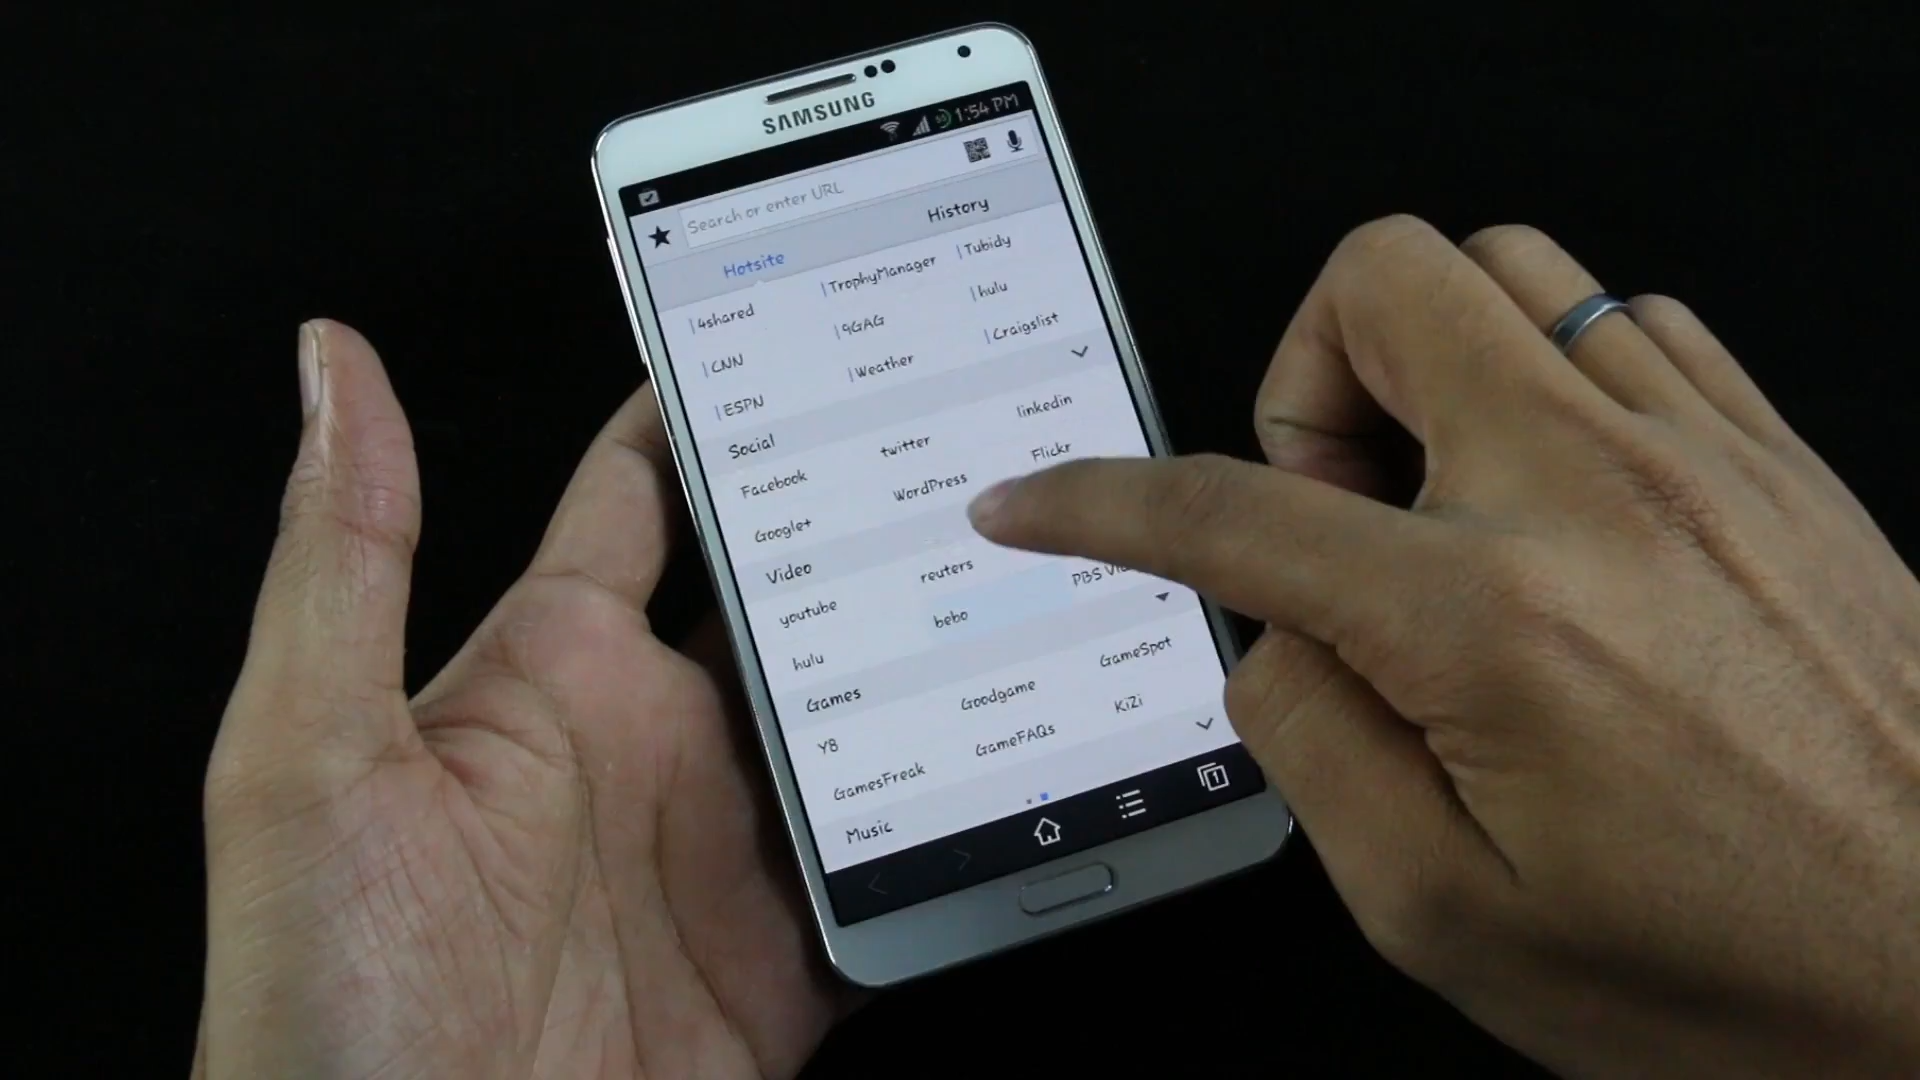 SAMSUNG
55 1:54 PM
Search or enter URL
Hotsite History
4shared TrophyManager Tubidy
CNN 9GAG hulu
ESPN Weather Craigslist
Social
Facebook twitter linkedin
Google+ WordPress Flickr
Video
youtube reuters
hulu bebo PBS
Games
Y8 Goodgame GameSpot
GamesFreak GameFAQs KiZi
Music
1